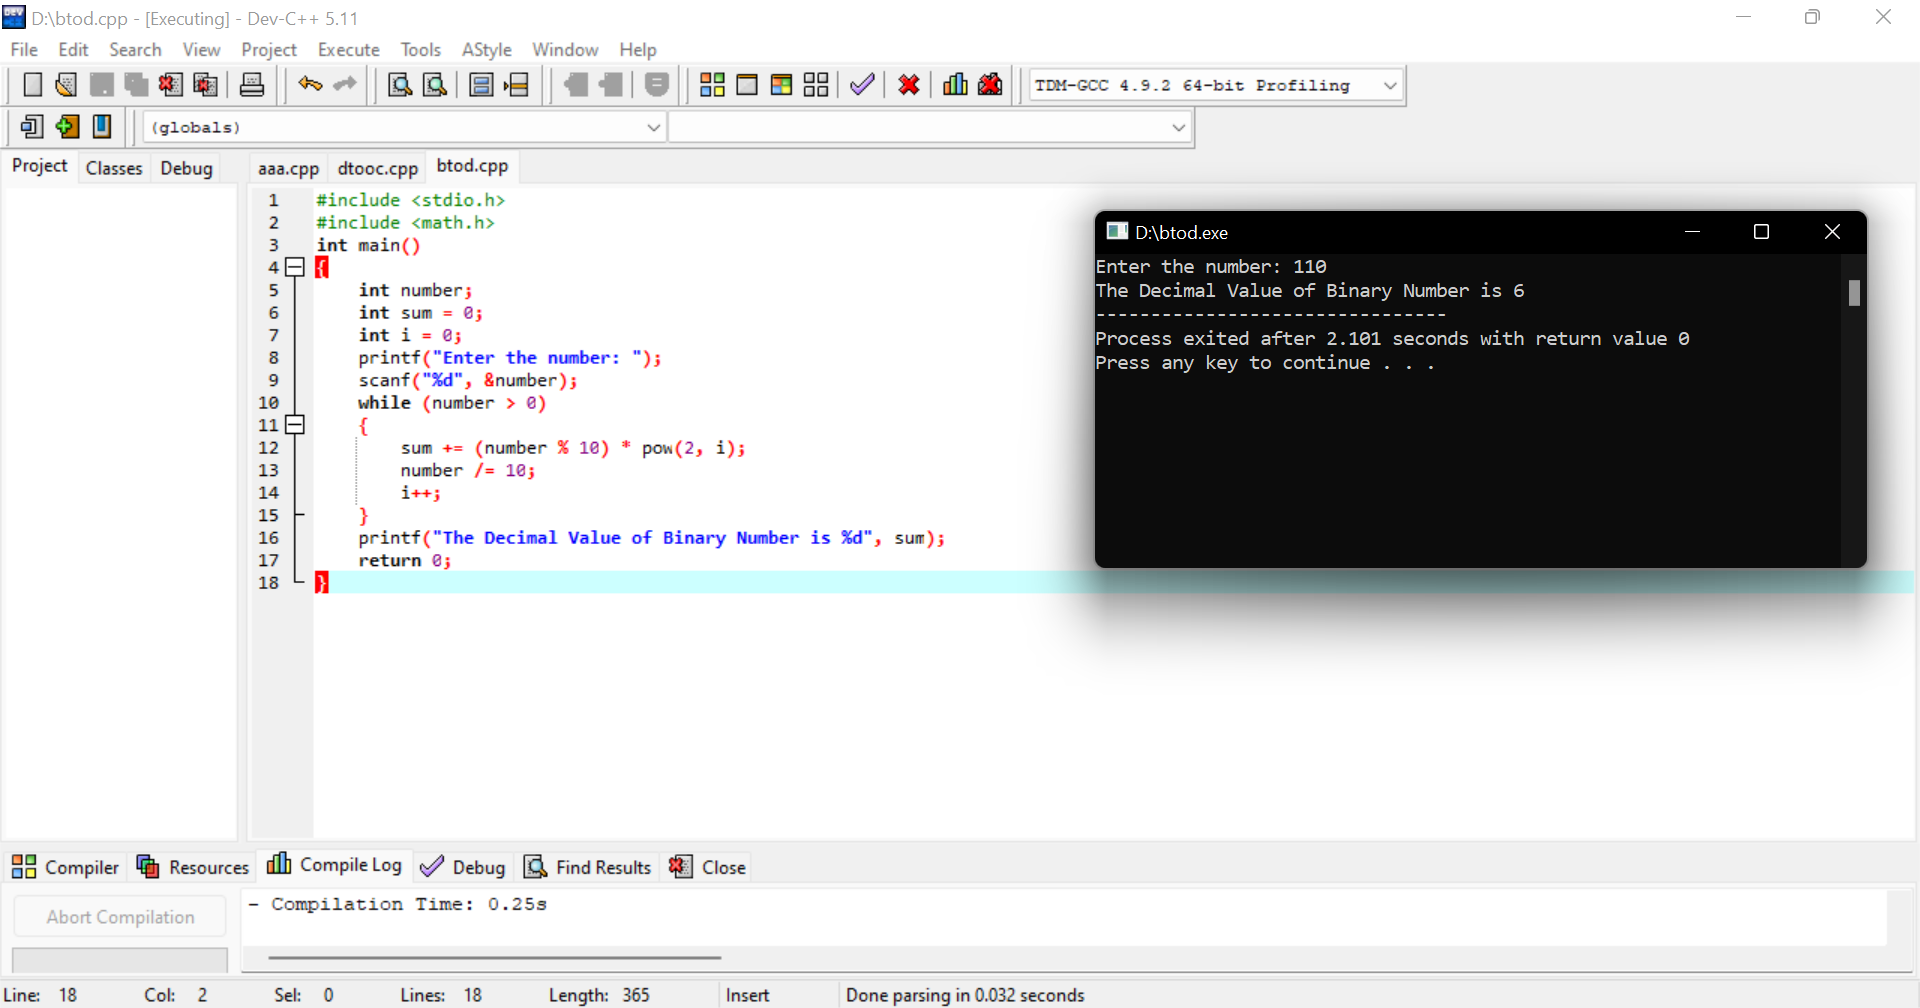 D:\btod.cpp - [Executing] - Dev-C++ 5.11
File Edit Search View Project Execute Tools AStyle Window Help
TDM-GCC 4.9.2 64-bit Profiling
(globals)
Project Classes Debug
aaa.cpp dtooc.cpp btod.cpp
1 #include <stdio.h>
2 #include <math.h>
3 int main()
4 {
5 int number;
6 int sum = 0;
7 int i = 0;
8 printf("Enter the number: ");
9 scanf("%d", &number);
10 while (number > 0)
11 {
12 sum += (number % 10) * pow(2, i);
13 number /= 10;
14 i++;
15 }
16 printf("The Decimal Value of Binary Number is %d", sum);
17 return 0;
18 }
D:\btod.exe
Enter the number: 110
The Decimal Value of Binary Number is 6
--------------------------------
Process exited after 2.101 seconds with return value 0
Press any key to continue . . .
Compiler Resources Compile Log Debug Find Results Close
Abort Compilation
- Compilation Time: 0.25s
Line: 18 Col: 2 Sel: 0 Lines: 18 Length: 365 Insert Done parsing in 0.032 seconds